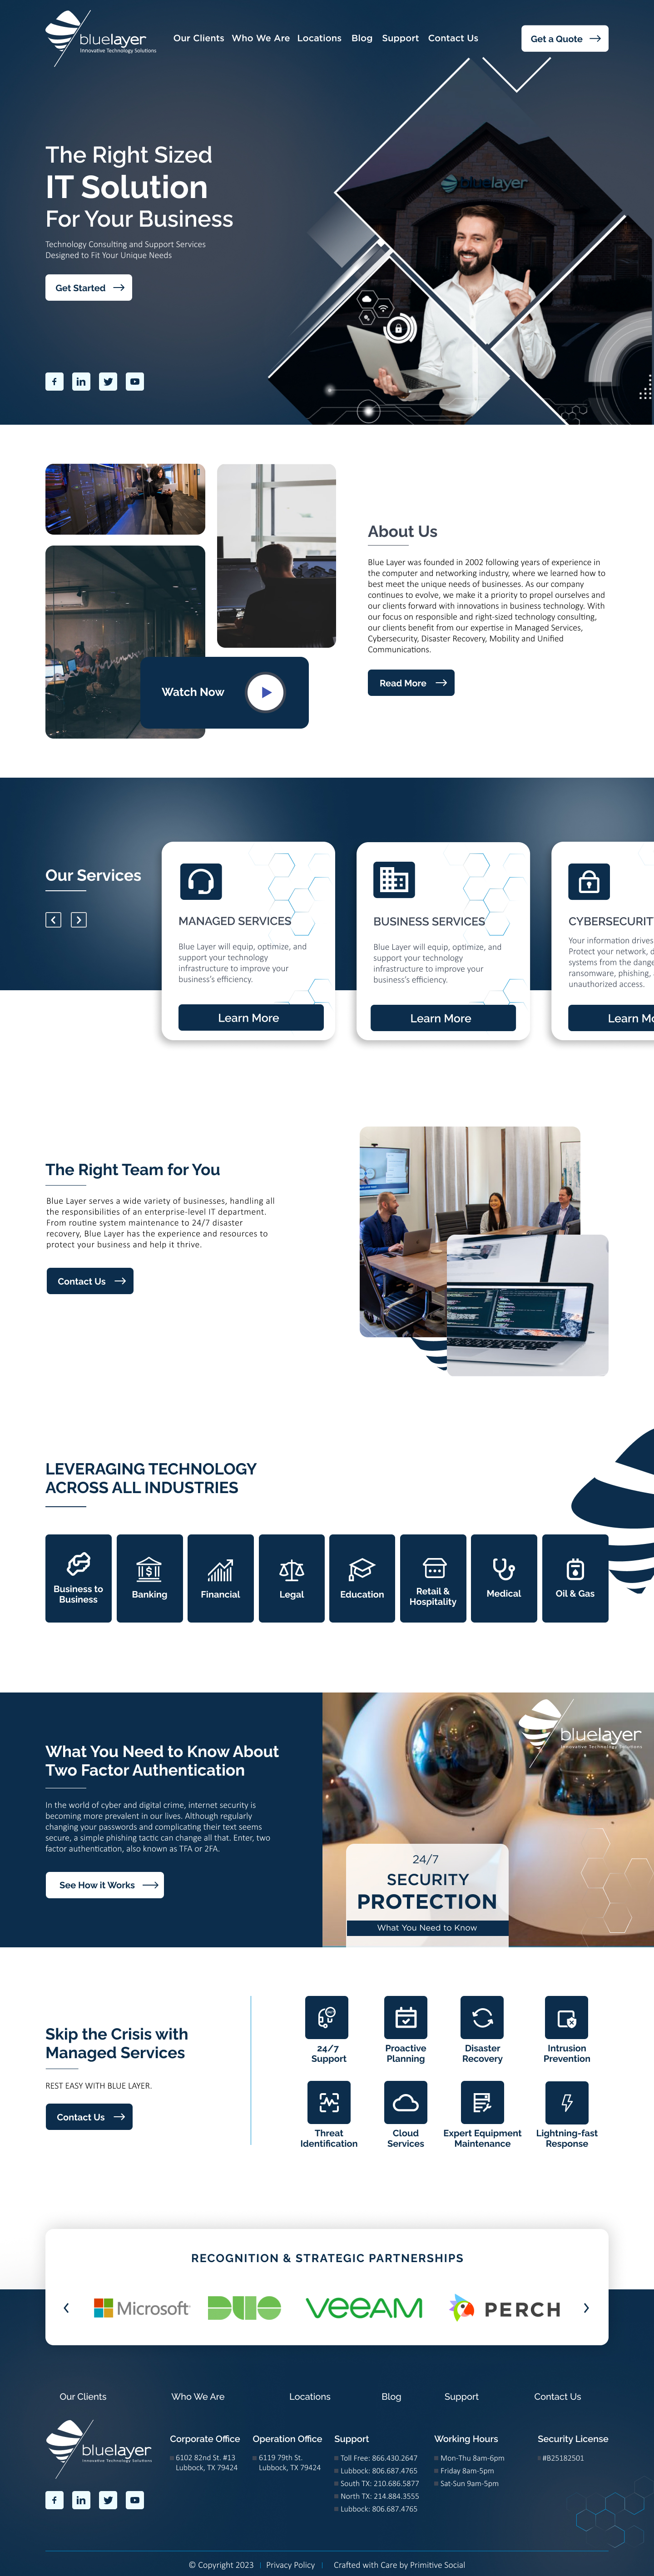 bluelayer
Innovative Technology Solutions
Our Clients Who We Are Locations Blog Support Contact Us
Get a Quote
bluelayer
The Right Sized
IT Solution
For Your Business
Technology Consulting and Support Services
Designed to Fit Your Unique Needs
Get Started
About Us
Blue Layer was founded in 2002 following years of experience in
the computer and networking industry, where we learned how to
best meet the unique needs of businesses. As our company
continues to evolve, we make it a priority to propel ourselves and
our clients forward with innovations in business technology. With
our focus on responsible and right-sized technology consulting,
our clients benefit from our expertise in Managed Services,
Cybersecurity, Disaster Recovery, Mobility and Unified
Communications.
Read More
Watch Now
Our Services
MANAGED SERVICES
Blue Layer will equip, optimize, and
support your technology
infrastructure to improve your
business's efficiency.
Learn More
BUSINESS SERVICES
Blue Layer will equip, optimize, and
support your technology
infrastructure to improve your
business's efficiency.
Learn More
CYBERSECURIT
Your information drives
Protect your network, d
systems from the dange
ransomware, phishing,
unauthorized access.
Learn Mo
The Right Team for You
Blue Layer serves a wide variety of businesses, handling all
the responsibilities of an enterprise-level IT department.
From routine system maintenance to 24/7 disaster
recovery, Blue Layer has the experience and resources to
protect your business and help it thrive.
Contact Us
LEVERAGING TECHNOLOGY
ACROSS ALL INDUSTRIES
Business to
Business
Banking
Financial
Legal
Education
Retail &
Hospitality
Medical
Oil & Gas
What You Need to Know About
Two Factor Authentication
In the world of cyber and digital crime, internet security is
becoming more prevalent in our lives. Although regularly
changing your passwords and complicating their text seems
secure, a simple phishing tactic can change all that. Enter, two
factor authentication, also known as TFA or 2FA.
See How it Works
bluelayer
Innovative Technology Solutions
24/7
SECURITY
PROTECTION
What You Need to Know
Skip the Crisis with
Managed Services
REST EASY WITH BLUE LAYER.
Contact Us
24/7
Support
Proactive
Planning
Disaster
Recovery
Intrusion
Prevention
Threat
Identification
Cloud
Services
Expert Equipment
Maintenance
Lightning-fast
Response
RECOGNITION & STRATEGIC PARTNERSHIPS
Microsoft
DUO
veeam
PERCH
Our Clients Who We Are Locations Blog Support Contact Us
bluelayer
Innovative Technology Solutions
Corporate Office
6102 82nd St. #13
Lubbock, TX 79424
Operation Office
6119 79th St.
Lubbock, TX 79424
Support
Toll Free: 866.430.2647
Lubbock: 806.687.4765
South TX: 210.686.5877
North TX: 214.884.3555
Lubbock: 806.687.4765
Working Hours
Mon-Thu 8am-6pm
Friday 8am-5pm
Sat-Sun 9am-5pm
Security License
#B25182501
© Copyright 2023 | Privacy Policy | Crafted with Care by Primitive Social